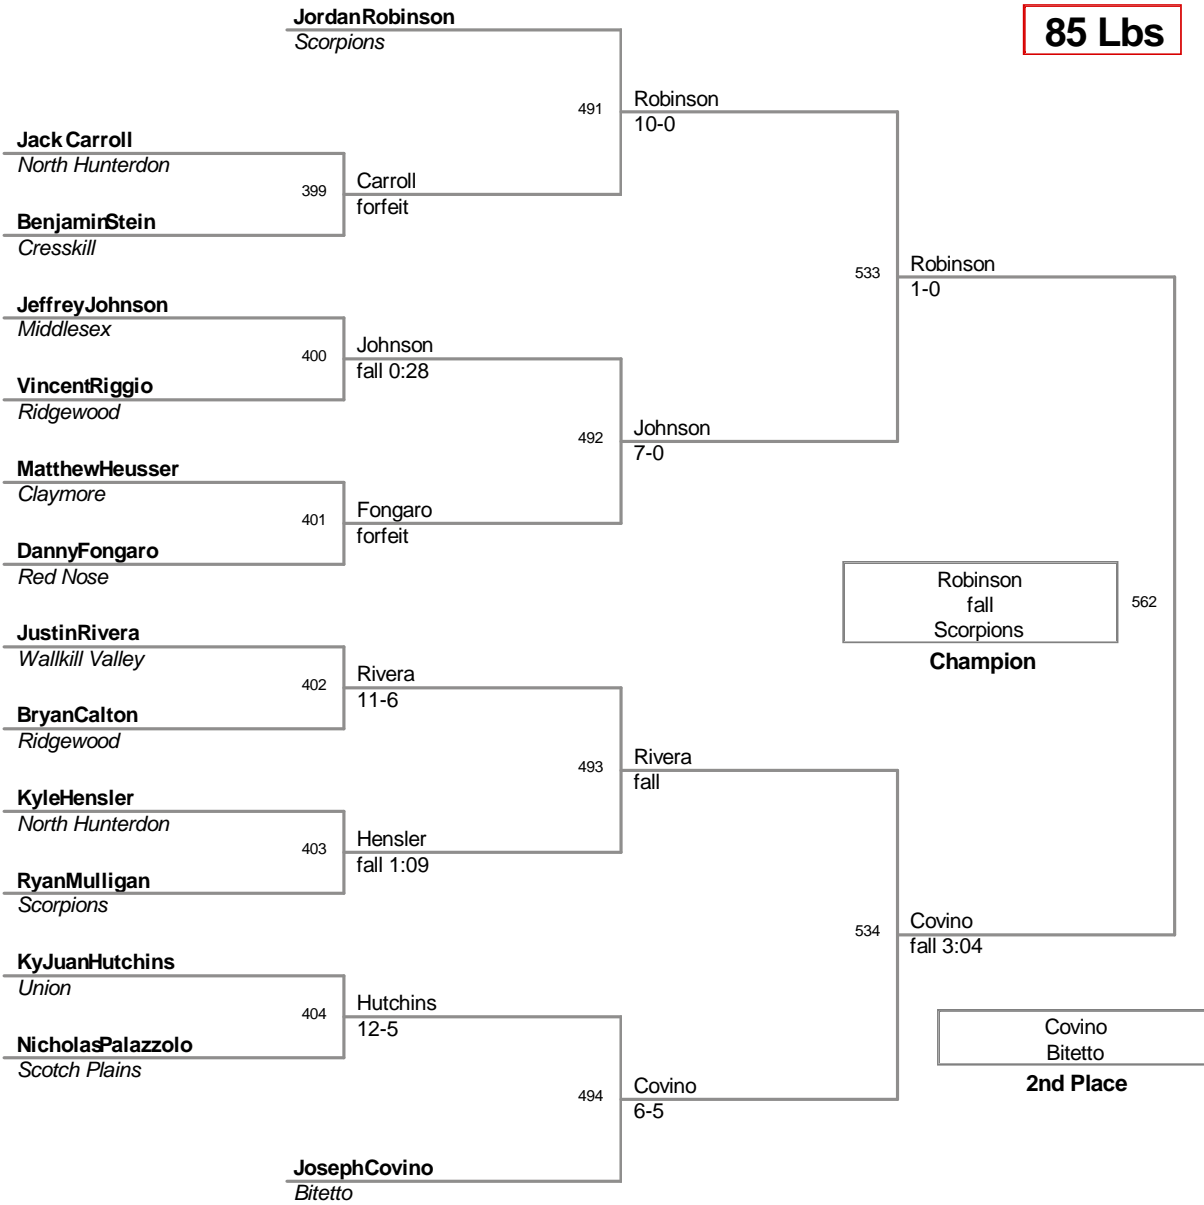 JordanRobinson
Scorpions
85 Lbs
491
Robinson
10-0
Jack Carroll
North Hunterdon
399
Carroll
forfeit
BenjaminStein
Cresskill
533
Robinson
1-0
JeffreyJohnson
Middlesex
400
Johnson
fall 0:28
VincentRiggio
Ridgewood
492
Johnson
7-0
MatthewHeusser
Claymore
401
Fongaro
forfeit
DannyFongaro
Red Nose
Robinson
fall
Scorpions
Champion
562
JustinRivera
Wallkill Valley
402
Rivera
11-6
BryanCalton
Ridgewood
493
Rivera
fall
KyleHensler
North Hunterdon
403
Hensler
fall 1:09
RyanMulligan
Scorpions
534
Covino
fall 3:04
KyJuanHutchins
Union
404
Hutchins
12-5
NicholasPalazzolo
Scotch Plains
Covino
Bitetto
2nd Place
494
Covino
6-5
JosephCovino
Bitetto